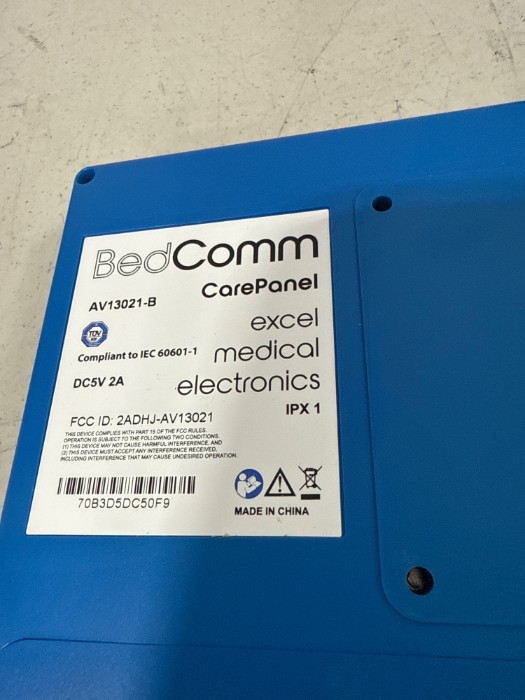 BedComm
CarePanel
AV13021-B
excel
medical
electronics
TÜV
Compliant to IEC 60601-1
DC5V 2A
IPX 1
FCC ID: 2ADHJ-AV13021
THIS DEVICE COMPLIES WITH PART 15 OF THE FCC RULES.
OPERATION IS SUBJECT TO THE FOLLOWING TWO CONDITIONS.
(1) THIS DEVICE MAY NOT CAUSE HARMFUL INTERFERENCE, AND
(2) THIS DEVICE MUST ACCEPT ANY INTERFERENCE RECEIVED,
INCLUDING INTERFERENCE THAT MAY CAUSE UNDESIRED OPERATION.
70B3D5DC50F9
MADE IN CHINA